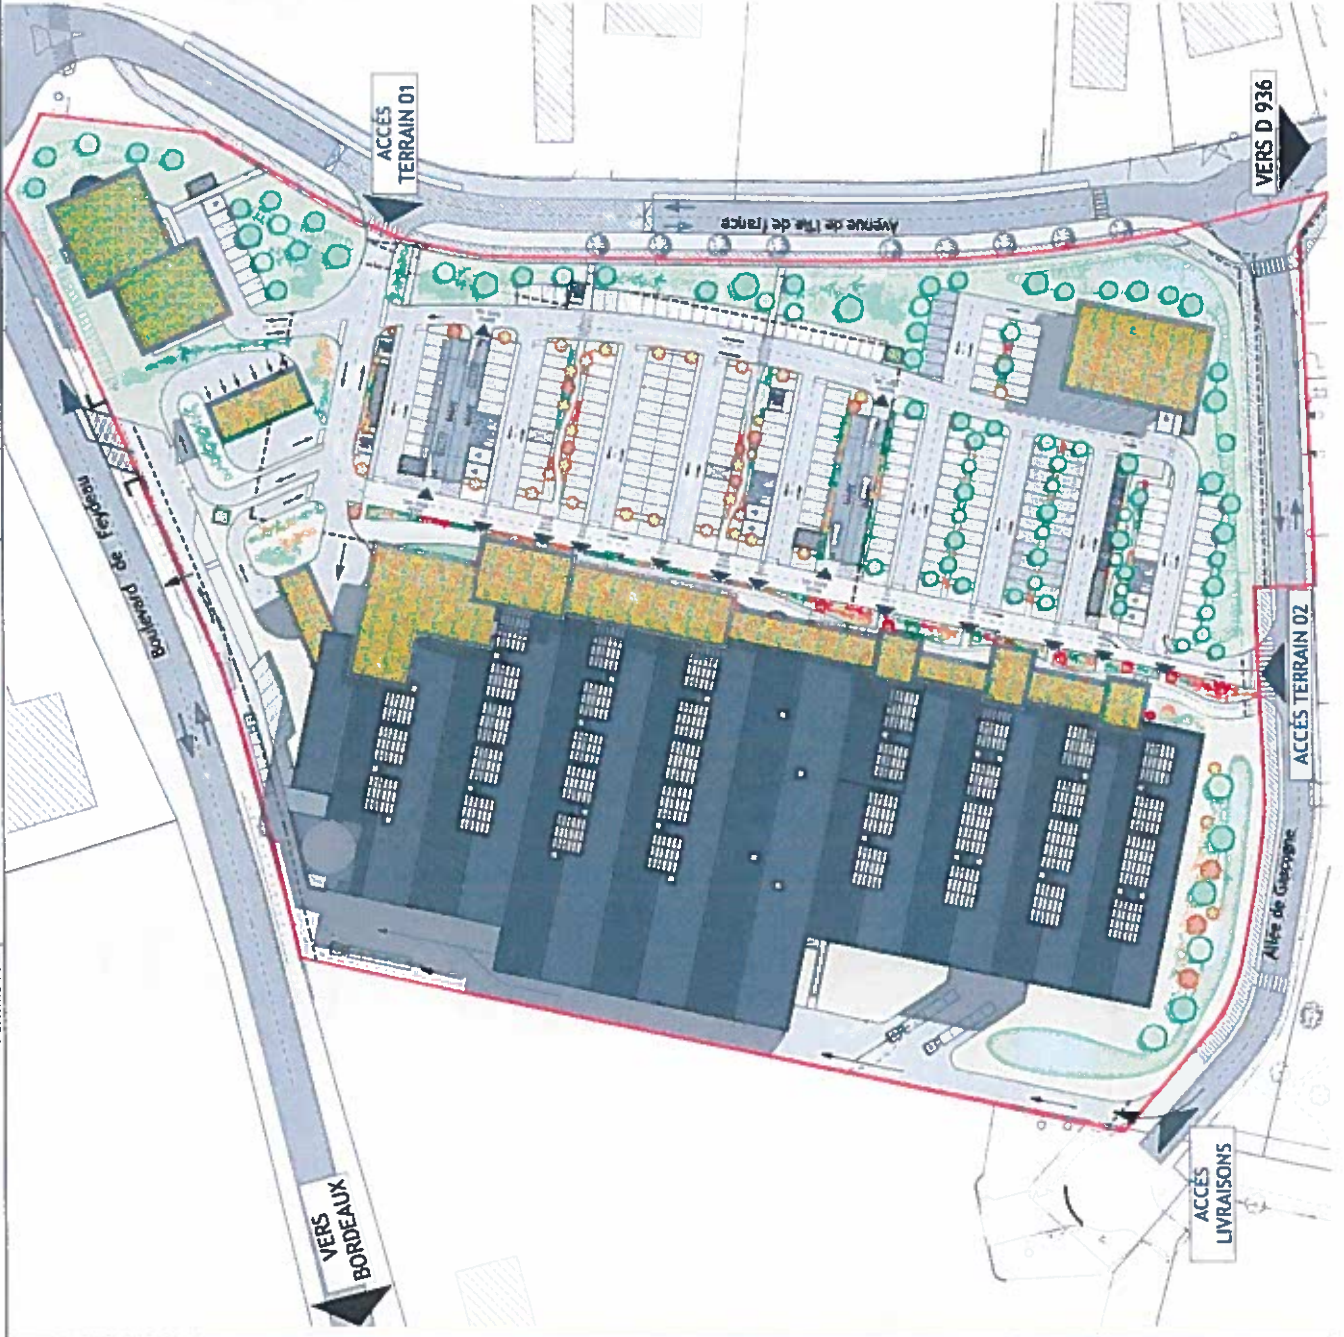 ACCÈS
TERRAIN 01
VERS D 936
Avenue de l'Ile de France
Boulevard de Feydeau
ACCÈS TERRAIN 02
Allée de Gascogne
VERS
BORDEAUX
ACCÈS
LIVRAISONS